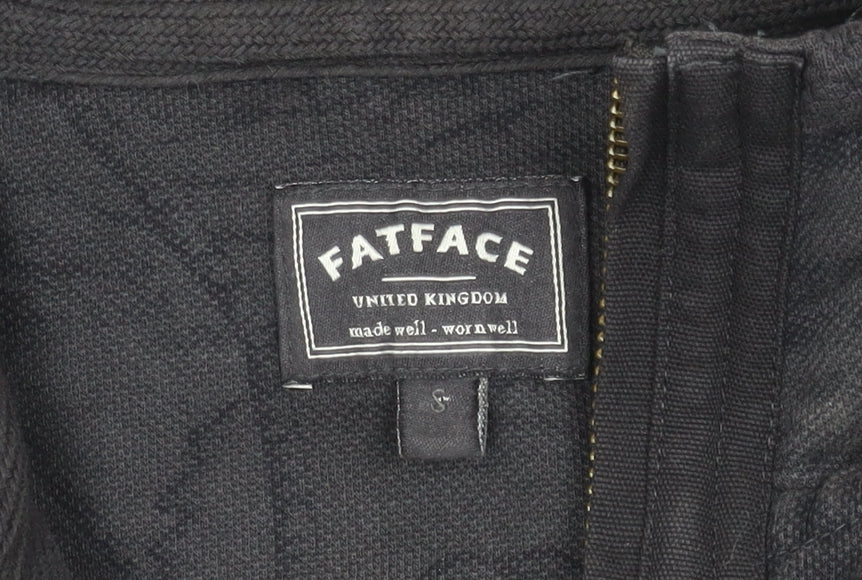 FATFACE
UNITED KINGDOM
made well - worn well
S